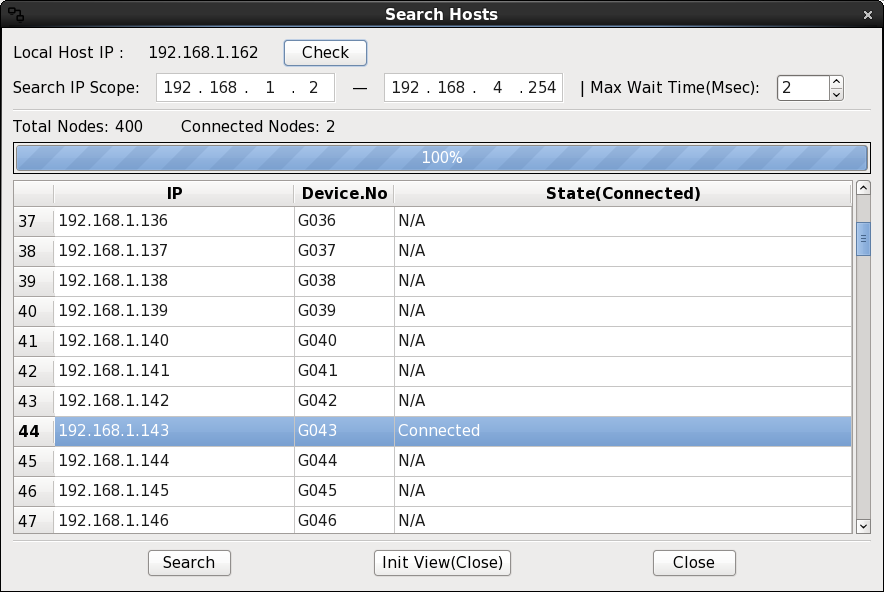 Search Hosts
Local Host IP : 192.168.1.162 Check
Search IP Scope: 192 . 168 . 1 . 2 — 192 . 168 . 4 . 254 | Max Wait Time(Msec): 2
Total Nodes: 400 Connected Nodes: 2
100%
IP Device.No State(Connected)
37 192.168.1.136 G036 N/A
38 192.168.1.137 G037 N/A
39 192.168.1.138 G038 N/A
40 192.168.1.139 G039 N/A
41 192.168.1.140 G040 N/A
42 192.168.1.141 G041 N/A
43 192.168.1.142 G042 N/A
44 192.168.1.143 G043 Connected
45 192.168.1.144 G044 N/A
46 192.168.1.145 G045 N/A
47 192.168.1.146 G046 N/A
Search Init View(Close) Close